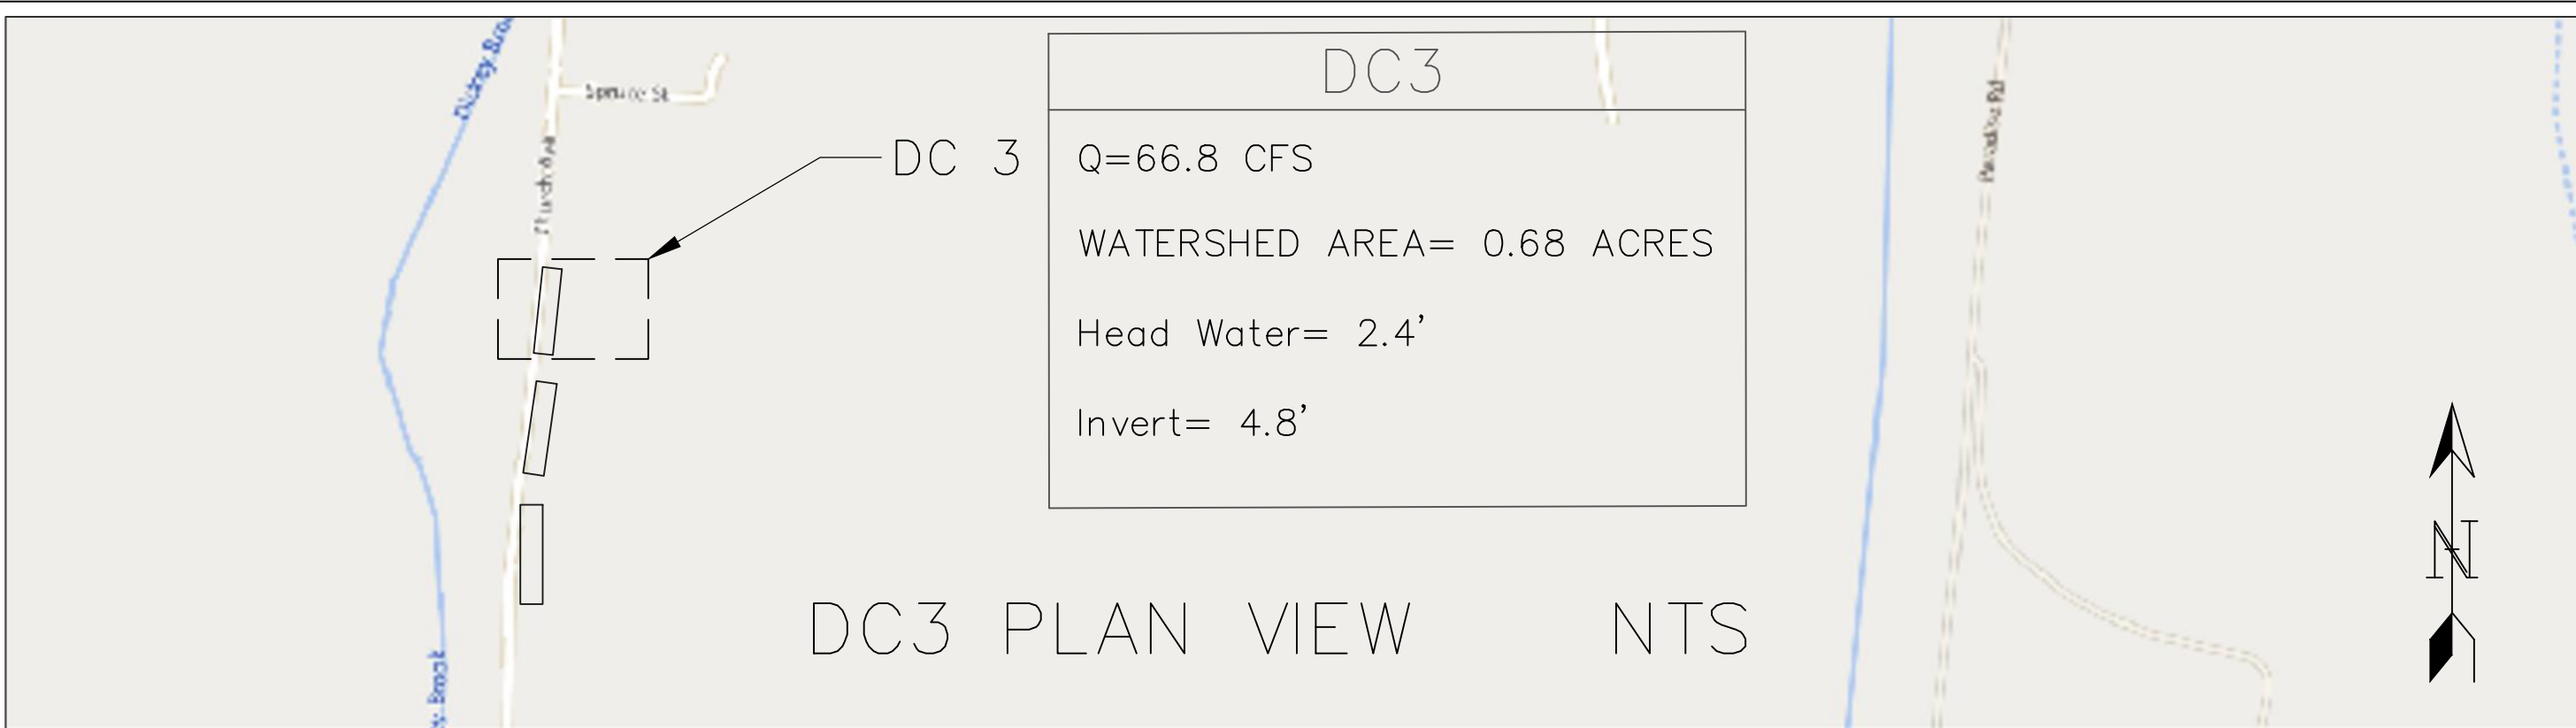 DC3
Spruce St
DC 3
Q=66.8 CFS
WATERSHED AREA= 0.68 ACRES
Head Water= 2.4'
Invert= 4.8'
DC3 PLAN VIEW NTS
N